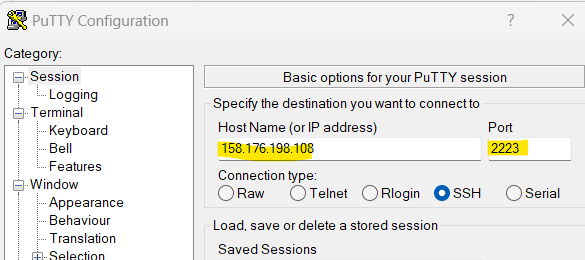 PuTTY Configuration
? ×
Category:
Session
Logging
Terminal
Keyboard
Bell
Features
Window
Appearance
Behaviour
Translation
Selection
Basic options for your PuTTY session
Specify the destination you want to connect to
Host Name (or IP address) Port
158.176.198.108 2223
Connection type:
Raw Telnet Rlogin SSH Serial
Load, save or delete a stored session
Saved Sessions